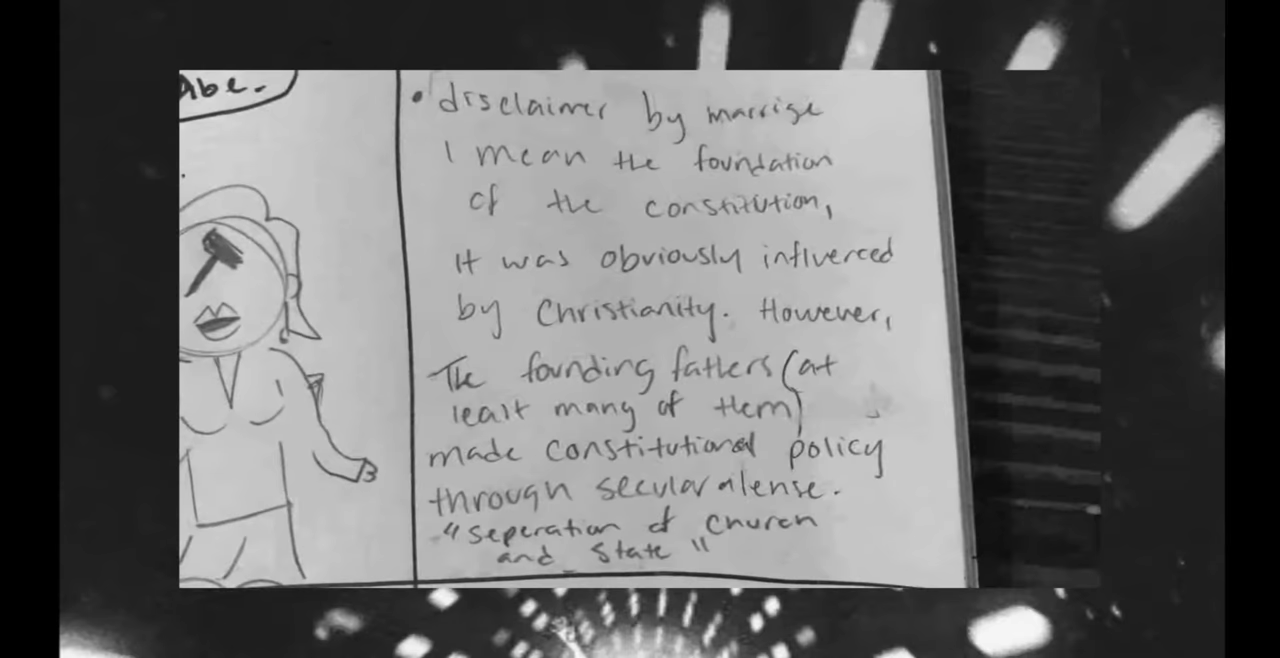 abe.
• disclaimer by marrige
I mean the foundation
of the constitution,
It was obviously influenced
by Christianity. However,
The founding fathers (at
least many of them)
made constitutional policy
through secular alense.
"Seperation of Church
and State"